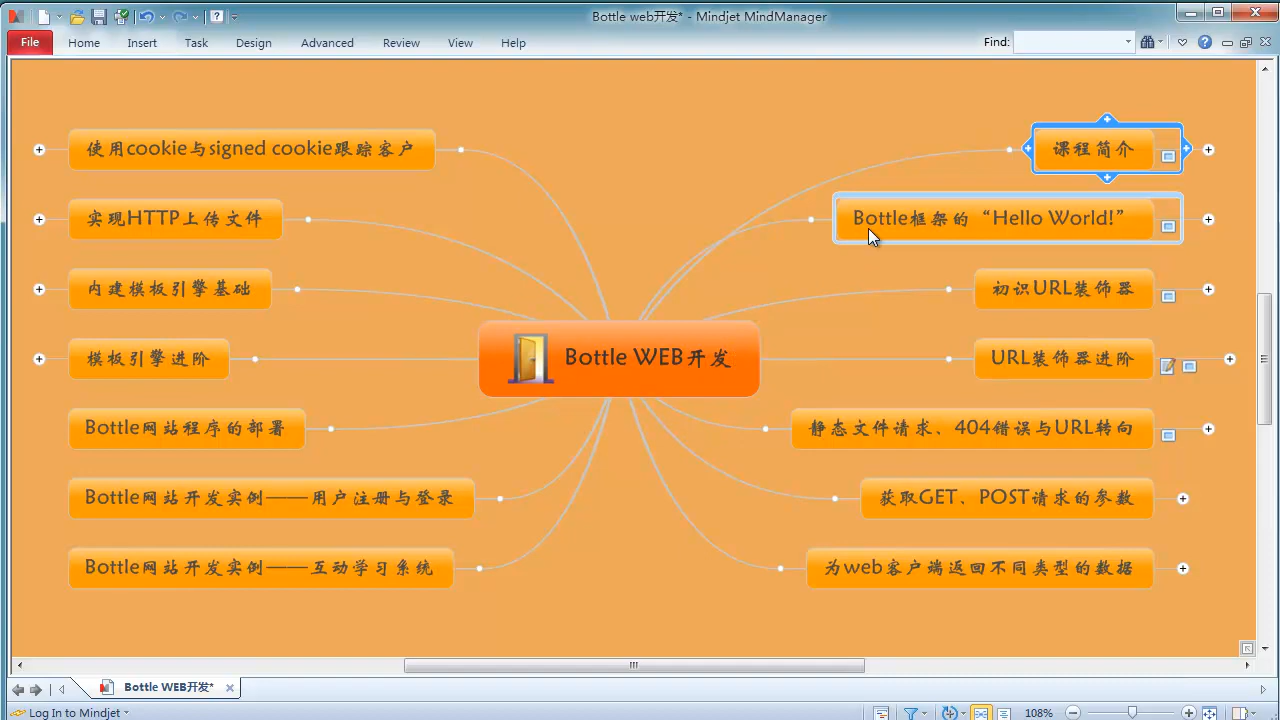 Bottle web开发* - Mindjet MindManager
File Home Insert Task Design Advanced Review View Help Find:
使用cookie与signed cookie跟踪客户
实现HTTP上传文件
内建模板引擎基础
模板引擎进阶
Bottle网站程序的部署
Bottle网站开发实例——用户注册与登录
Bottle网站开发实例——互动学习系统
Bottle WEB开发
课程简介
Bottle框架的“Hello World!”
初识URL装饰器
URL装饰器进阶
静态文件请求、404错误与URL转向
获取GET、POST请求的参数
为web客户端返回不同类型的数据
Bottle WEB开发*
Log In to Mindjet 108%